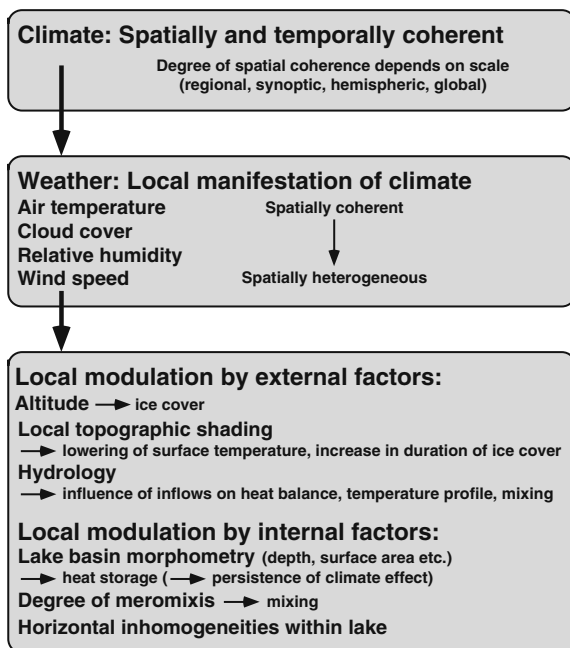 Climate: Spatially and temporally coherent
Degree of spatial coherence depends on scale
(regional, synoptic, hemispheric, global)
Weather: Local manifestation of climate
Air temperature Spatially coherent
Cloud cover
Relative humidity
Wind speed Spatially heterogeneous
Local modulation by external factors:
Altitude → ice cover
Local topographic shading
→ lowering of surface temperature, increase in duration of ice cover
Hydrology
→ influence of inflows on heat balance, temperature profile, mixing
Local modulation by internal factors:
Lake basin morphometry (depth, surface area etc.)
→ heat storage (→ persistence of climate effect)
Degree of meromixis → mixing
Horizontal inhomogeneities within lake